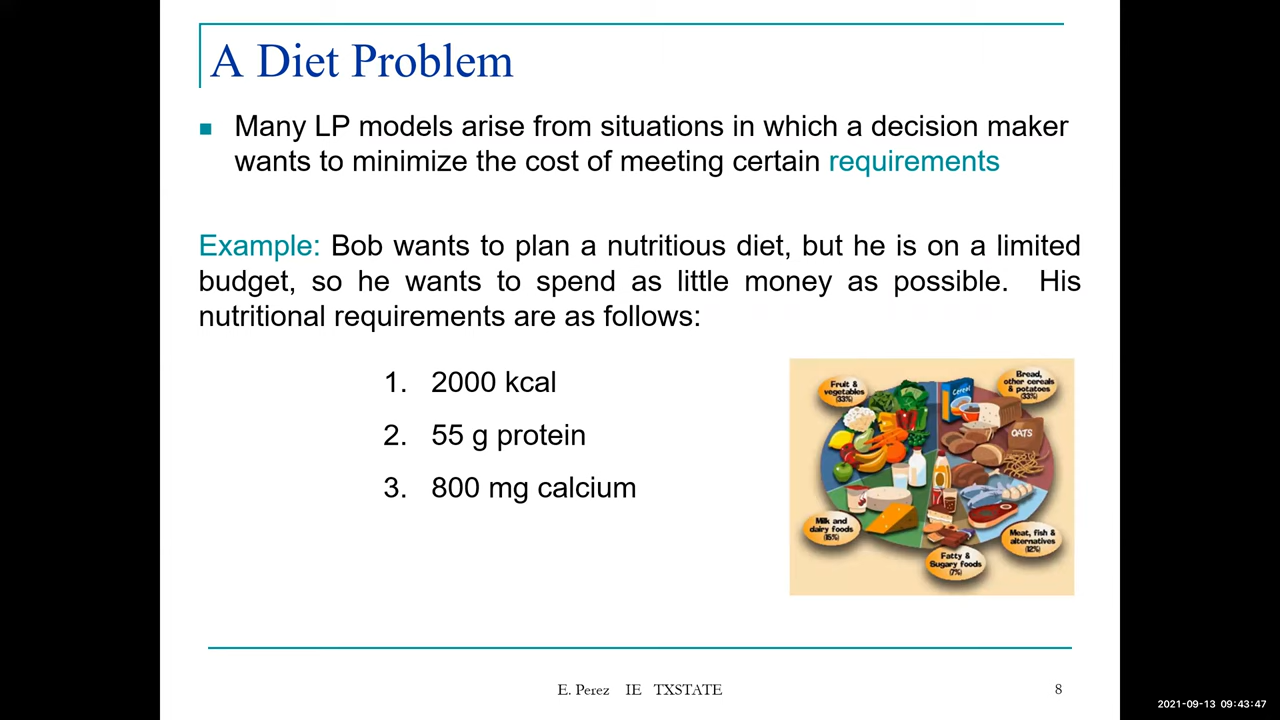 A Diet Problem
Many LP models arise from situations in which a decision maker
wants to minimize the cost of meeting certain requirements
Example: Bob wants to plan a nutritious diet, but he is on a limited
budget, so he wants to spend as little money as possible. His
nutritional requirements are as follows:
1. 2000 kcal
2. 55 g protein
3. 800 mg calcium
Fruit &
vegetables
(33%)
Bread,
other cereals
& potatoes
(33%)
Cereal
OATS
Milk and
dairy foods
(15%)
Meat, fish &
alternatives
(12%)
Fatty &
Sugary foods
(7%)
E. Perez IE TXSTATE
8
2021-09-13 09:43:47